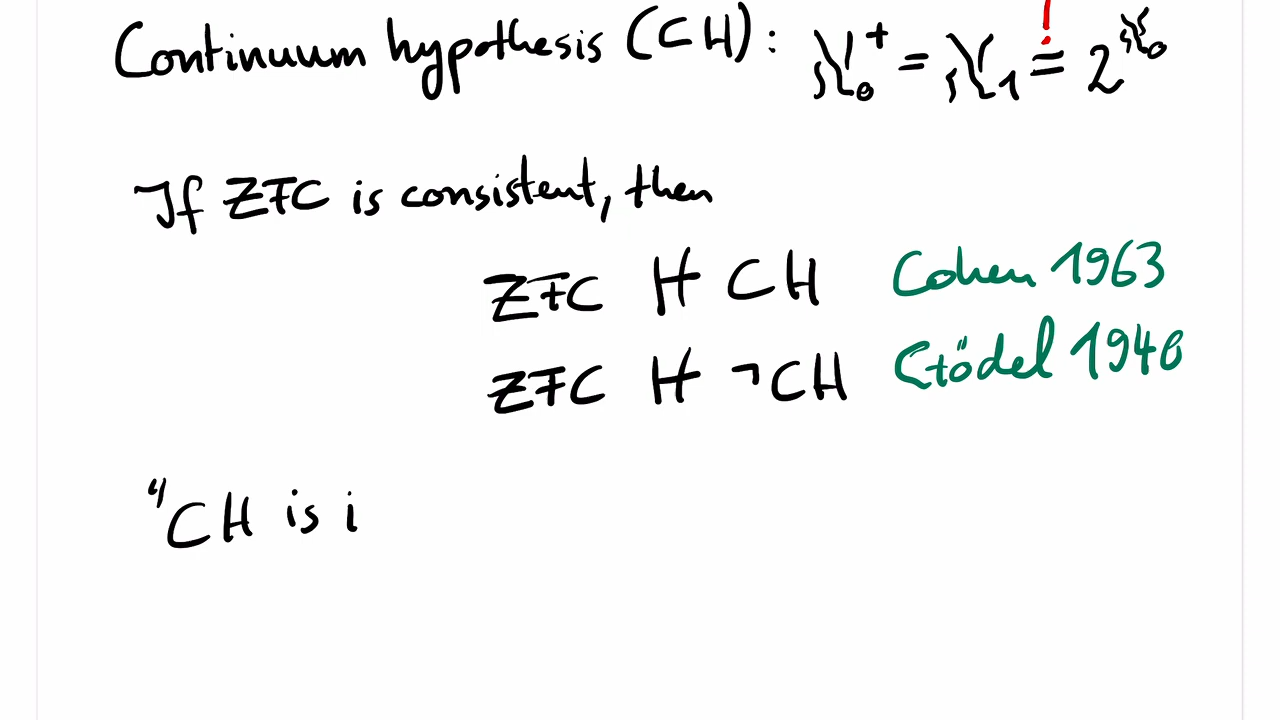 Continuum hypothesis (CH): ℵ₀⁺ = ℵ₁ =! 2^ℵ₀
If ZFC is consistent, then
ZFC ⊬ CH Cohen 1963
ZFC ⊬ ¬CH Gödel 1940
"CH is i